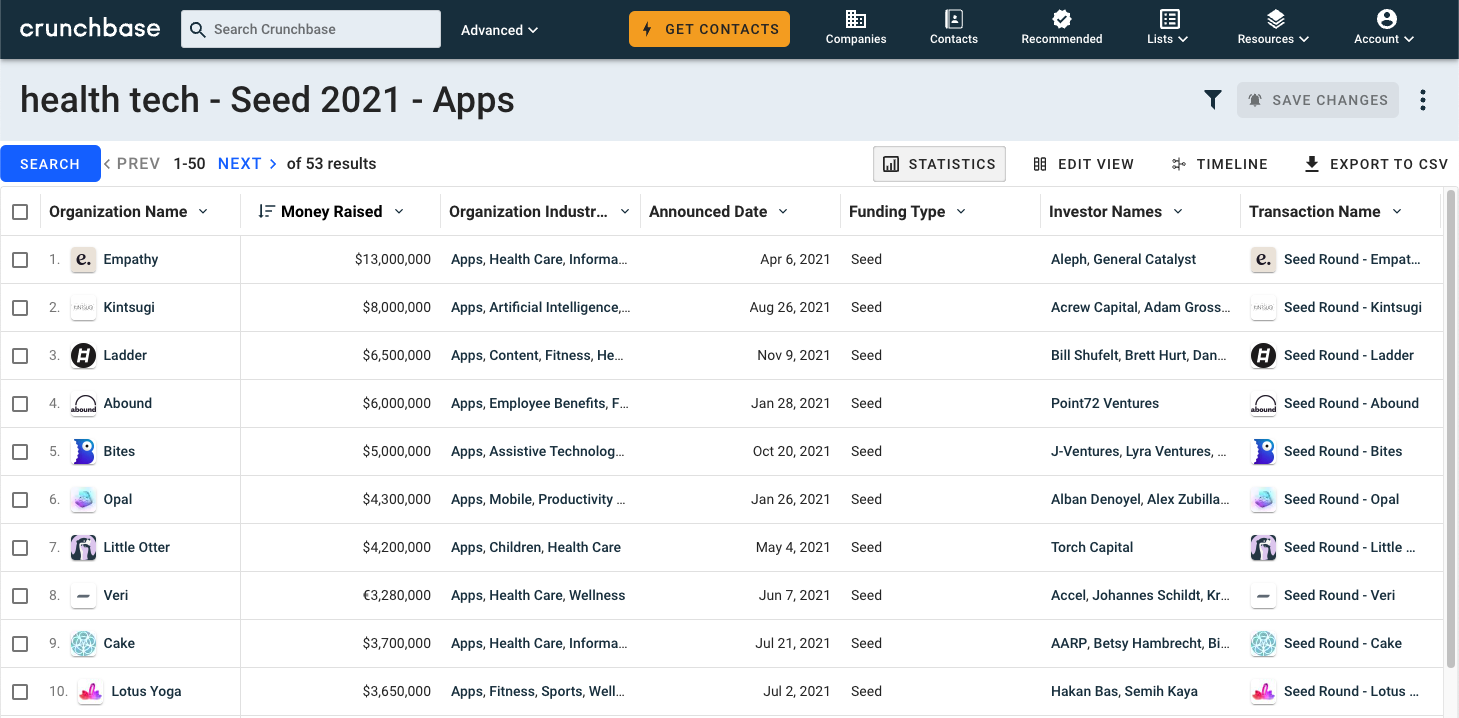 crunchbase Search Crunchbase Advanced GET CONTACTS Companies Contacts Recommended Lists Resources Account
health tech - Seed 2021 - Apps SAVE CHANGES
SEARCH PREV 1-50 NEXT of 53 results STATISTICS EDIT VIEW TIMELINE EXPORT TO CSV
Organization Name Money Raised Organization Industr... Announced Date Funding Type Investor Names Transaction Name
1. e. Empathy $13,000,000 Apps, Health Care, Informa... Apr 6, 2021 Seed Aleph, General Catalyst e. Seed Round - Empat...
2. KINTSUGI Kintsugi $8,000,000 Apps, Artificial Intelligence,... Aug 26, 2021 Seed Acrew Capital, Adam Gross... KINTSUGI Seed Round - Kintsugi
3. Ladder $6,500,000 Apps, Content, Fitness, He... Nov 9, 2021 Seed Bill Shufelt, Brett Hurt, Dan... Seed Round - Ladder
4. abound Abound $6,000,000 Apps, Employee Benefits, F... Jan 28, 2021 Seed Point72 Ventures abound Seed Round - Abound
5. Bites $5,000,000 Apps, Assistive Technolog... Oct 20, 2021 Seed J-Ventures, Lyra Ventures, ... Seed Round - Bites
6. Opal $4,300,000 Apps, Mobile, Productivity ... Jan 26, 2021 Seed Alban Denoyel, Alex Zubilla... Seed Round - Opal
7. Little Otter $4,200,000 Apps, Children, Health Care May 4, 2021 Seed Torch Capital Seed Round - Little ...
8. Veri €3,280,000 Apps, Health Care, Wellness Jun 7, 2021 Seed Accel, Johannes Schildt, Kr... Seed Round - Veri
9. Cake $3,700,000 Apps, Health Care, Informa... Jul 21, 2021 Seed AARP, Betsy Hambrecht, Bi... Seed Round - Cake
10. Lotus Yoga $3,650,000 Apps, Fitness, Sports, Well... Jul 2, 2021 Seed Hakan Bas, Semih Kaya Seed Round - Lotus ...